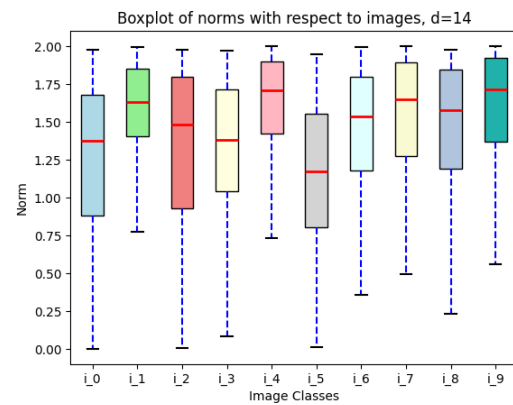 Boxplot of norms with respect to images, d=14
2.00
1.75
1.50
1.25
1.00
0.75
0.50
0.25
0.00
Norm
i_0 i_1 i_2 i_3 i_4 i_5 i_6 i_7 i_8 i_9
Image Classes